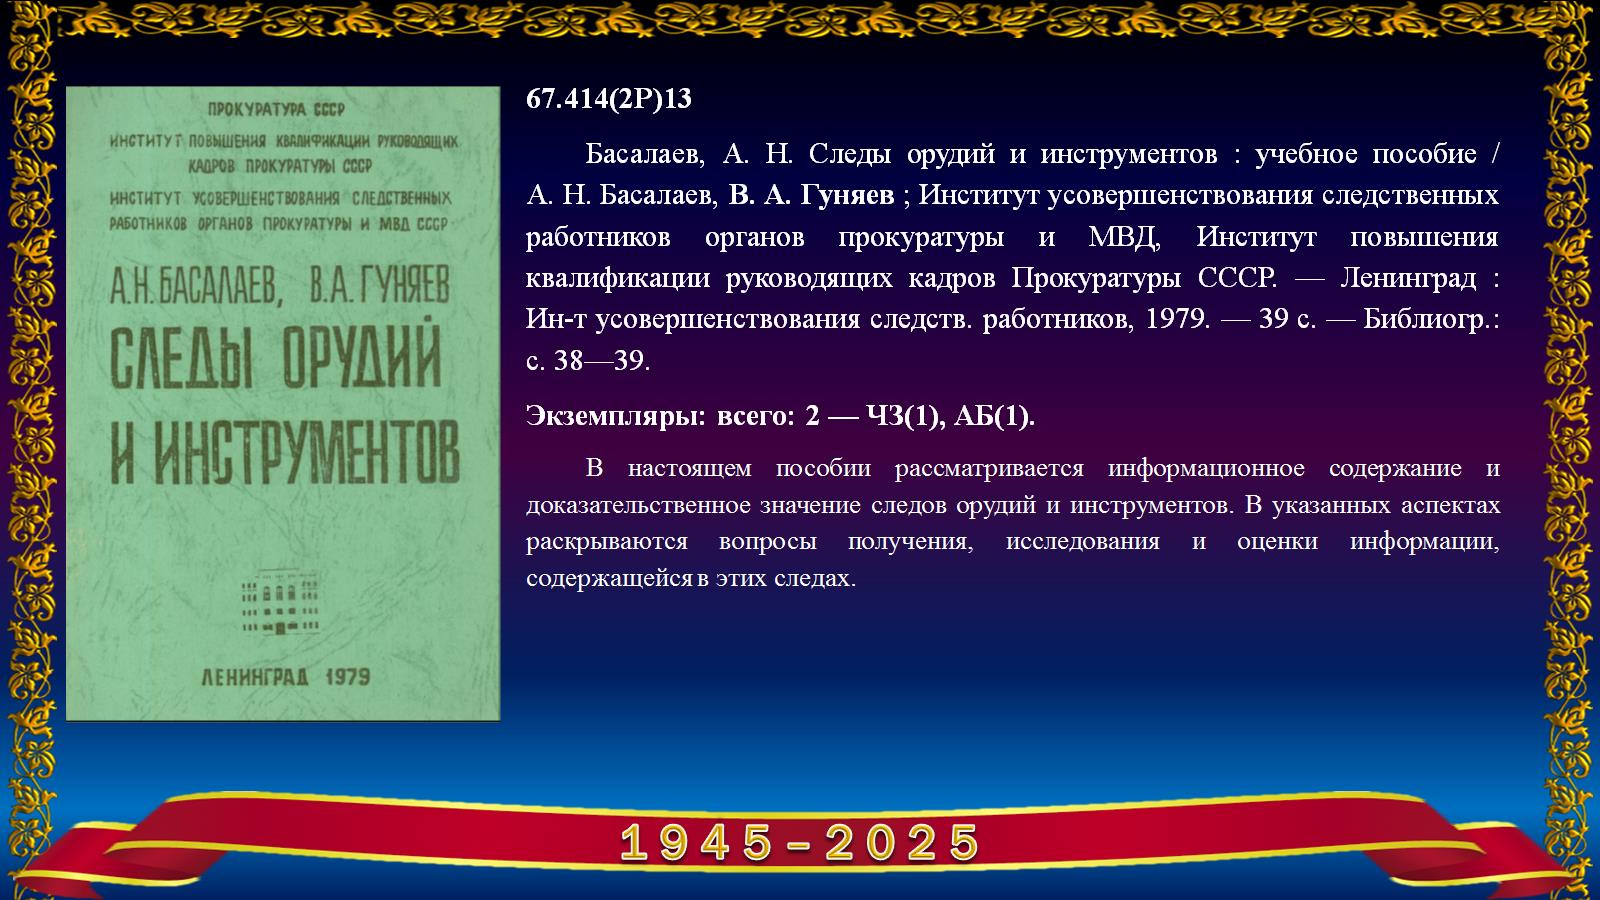 ПРОКУРАТУРА СССР
ИНСТИТУТ ПОВЫШЕНИЯ КВАЛИФИКАЦИИ РУКОВОДЯЩИХ
КАДРОВ ПРОКУРАТУРЫ СССР
ИНСТИТУТ УСОВЕРШЕНСТВОВАНИЯ СЛЕДСТВЕННЫХ
РАБОТНИКОВ ОРГАНОВ ПРОКУРАТУРЫ И МВД СССР
А.Н.БАСАЛАЕВ, В.А.ГУНЯЕВ
СЛЕДЫ ОРУДИЙ
И ИНСТРУМЕНТОВ
ЛЕНИНГРАД 1979
67.414(2Р)13
Басалаев, А. Н. Следы орудий и инструментов : учебное пособие /
А. Н. Басалаев, В. А. Гуняев ; Институт усовершенствования следственных
работников органов прокуратуры и МВД, Институт повышения
квалификации руководящих кадров Прокуратуры СССР. — Ленинград :
Ин-т усовершенствования следств. работников, 1979. — 39 с. — Библиогр.:
с. 38—39.
Экземпляры: всего: 2 — ЧЗ(1), АБ(1).
В настоящем пособии рассматривается информационное содержание и
доказательственное значение следов орудий и инструментов. В указанных аспектах
раскрываются вопросы получения, исследования и оценки информации,
содержащейся в этих следах.
1945–2025